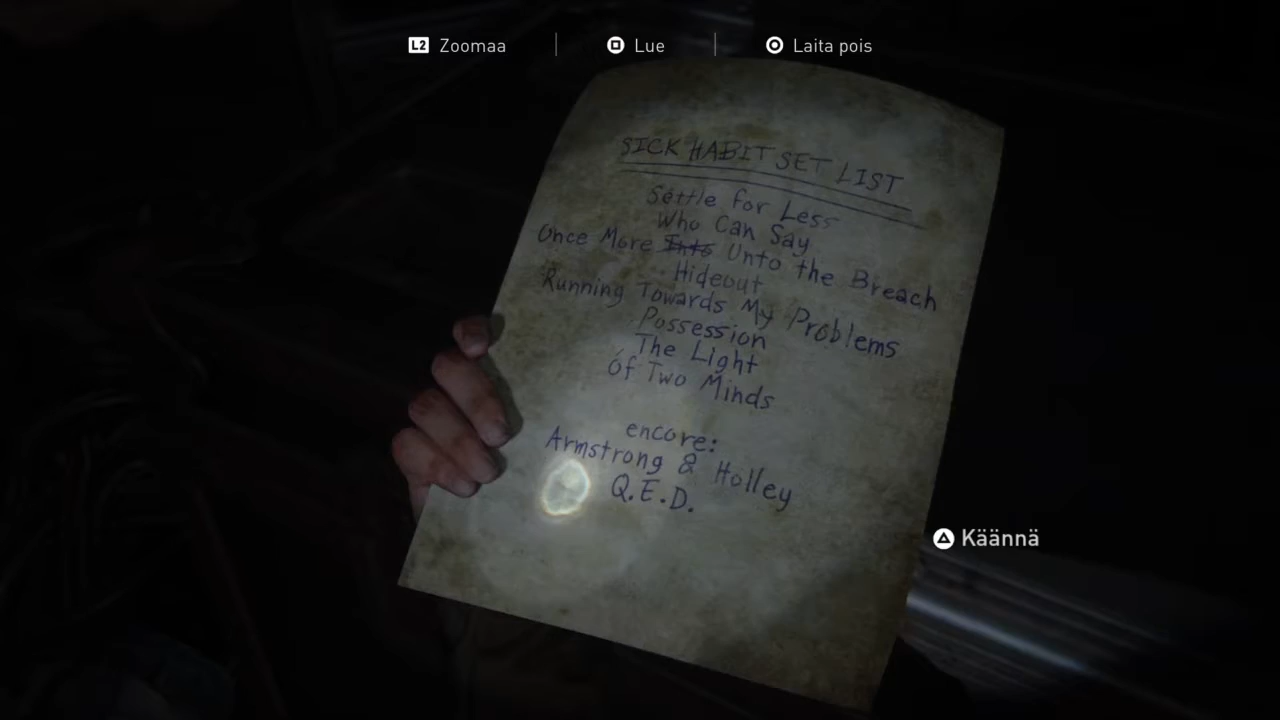 L2 Zoomaa
Lue
Laita pois
SICK HABIT SET LIST
Settle for Less
Who Can Say
Once More Into Unto the Breach
Hideout
Running Towards My Problems
Possession
The Light
Of Two Minds
encore:
Armstrong & Holley
Q.E.D.
Käännä